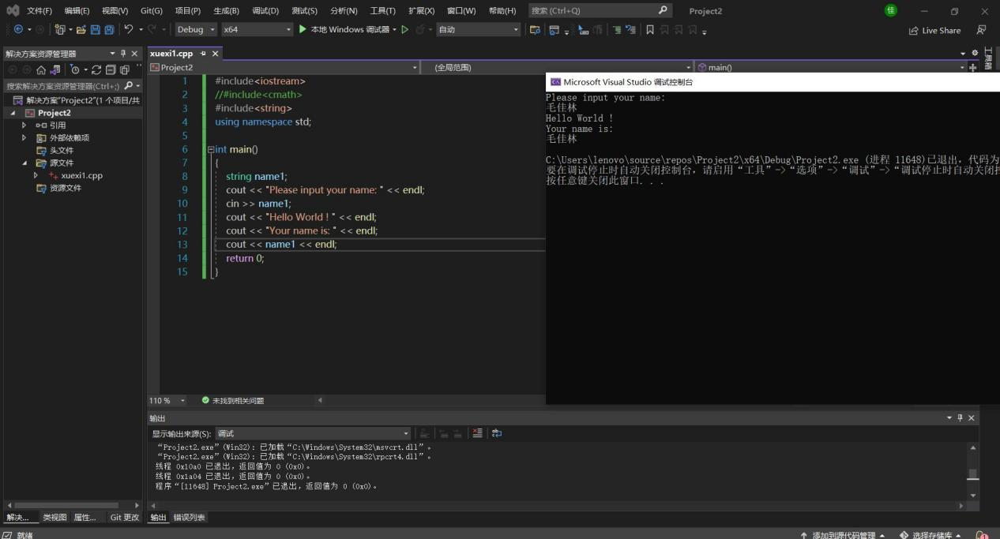 文件(F) 编辑(E) 视图(V) Git(G) 项目(P) 生成(B) 调试(D) 测试(S) 分析(N) 工具(T) 扩展(X) 窗口(W) 帮助(H) 搜索 (Ctrl+Q) Project2 佳
Debug x64 本地 Windows 调试器 自动 Live Share
解决方案资源管理器
搜索解决方案资源管理器(Ctrl+;)
解决方案"Project2"(1 个项目/共
Project2
引用
外部依赖项
头文件
源文件
xuexi1.cpp
资源文件
解决... 类视图 属性... Git 更改
xuexi1.cpp
Project2 (全局范围) main()
工具箱
1 #include<iostream>
2 //#include<cmath>
3 #include<string>
4 using namespace std;
5
6 int main()
7 {
8 string name1;
9 cout << "Please input your name: " << endl;
10 cin >> name1;
11 cout << "Hello World ! " << endl;
12 cout << "Your name is: " << endl;
13 cout << name1 << endl;
14 return 0;
15 }
110 % 未找到相关问题
Microsoft Visual Studio 调试控制台
Please input your name:
毛佳林
Hello World !
Your name is:
毛佳林
C:\Users\lenovo\source\repos\Project2\x64\Debug\Project2.exe (进程 11648)已退出，代码为
要在调试停止时自动关闭控制台，请启用“工具”->“选项”->“调试”->“调试停止时自动关闭控
按任意键关闭此窗口. . .
输出
显示输出来源(S): 调试
“Project2.exe”(Win32): 已加载“C:\Windows\System32\msvcrt.dll”。
“Project2.exe”(Win32): 已加载“C:\Windows\System32\rpcrt4.dll”。
线程 0x10a0 已退出，返回值为 0 (0x0)。
线程 0x1a04 已退出，返回值为 0 (0x0)。
程序“[11648] Project2.exe”已退出，返回值为 0 (0x0)。
输出 错误列表
就绪 添加到源代码管理 选择存储库 1